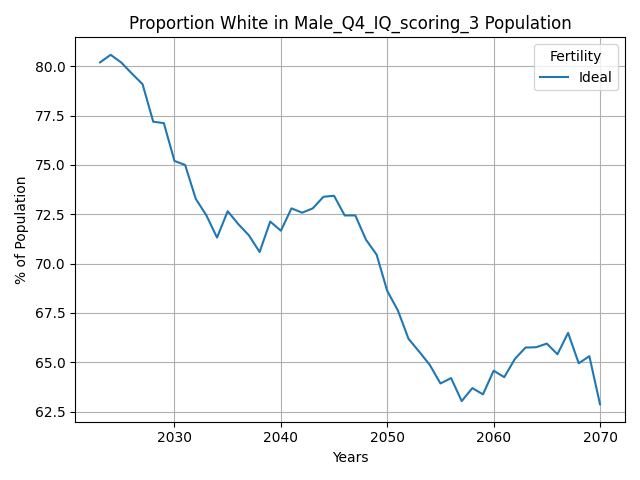 Proportion White in Male_Q4_IQ_scoring_3 Population
Fertility
Ideal
80.0
77.5
75.0
72.5
70.0
67.5
65.0
62.5
% of Population
2030 2040 2050 2060 2070
Years